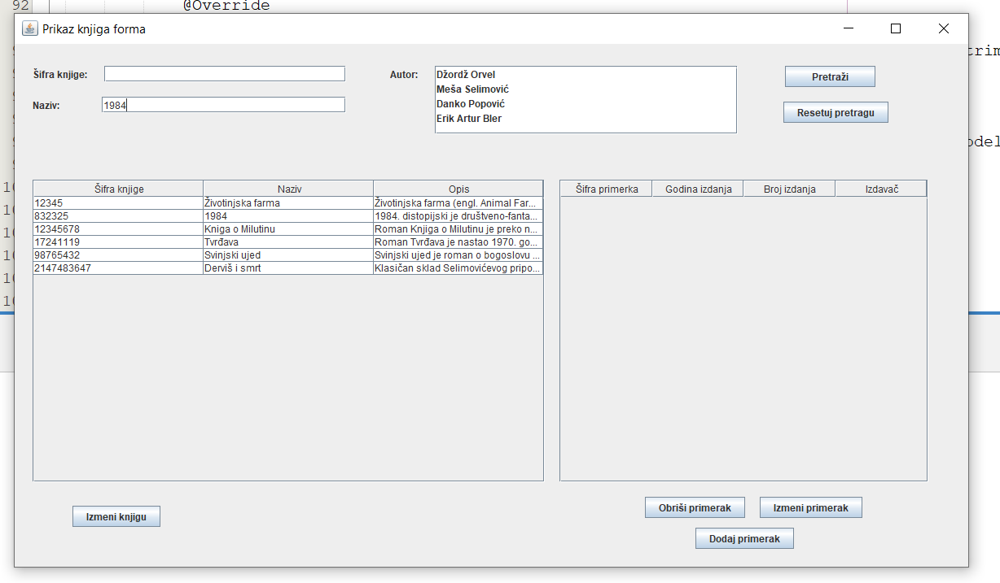 92
@Override
Prikaz knjiga forma
trim
Šifra knjige:
Autor:
Džordž Orvel
Meša Selimović
Danko Popović
Erik Artur Bler
Pretraži
Naziv:
1984
Resetuj pretragu
odel
Šifra knjige Naziv Opis
12345 Životinjska farma Životinjska farma (engl. Animal Far...
832325 1984 1984. distopijski je društveno-fanta...
12345678 Kniga o Milutinu Roman Knjiga o Milutinu je preko n...
17241119 Tvrđava Roman Tvrđava je nastao 1970. go...
98765432 Svinjski ujed Svinjski ujed je roman o bogoslovu ...
2147483647 Derviš i smrt Klasičan sklad Selimovićevog pripo...
Šifra primerka Godina izdanja Broj izdanja Izdavač
Izmeni knjigu
Obriši primerak
Izmeni primerak
Dodaj primerak